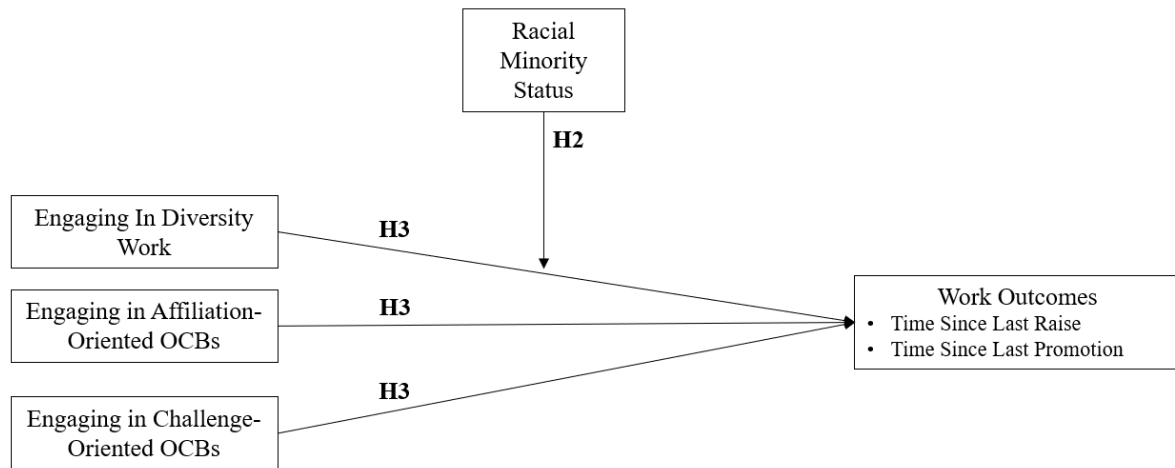 Racial
Minority
Status
H2
Engaging In Diversity
Work
H3
Engaging in Affiliation-
Oriented OCBs
H3
Engaging in Challenge-
Oriented OCBs
H3
Work Outcomes
• Time Since Last Raise
• Time Since Last Promotion